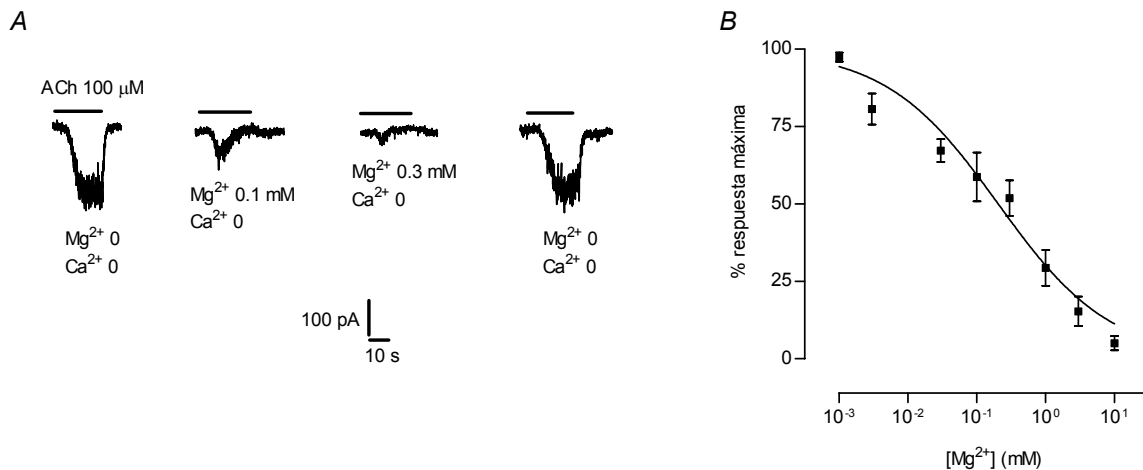 A
ACh 100 μM
Mg²⁺ 0
Ca²⁺ 0
Mg²⁺ 0.1 mM
Ca²⁺ 0
Mg²⁺ 0.3 mM
Ca²⁺ 0
Mg²⁺ 0
Ca²⁺ 0
100 pA
10 s
B
% respuesta máxima
100
75
50
25
0
10⁻³
10⁻²
10⁻¹
10⁰
10¹
[Mg²⁺] (mM)